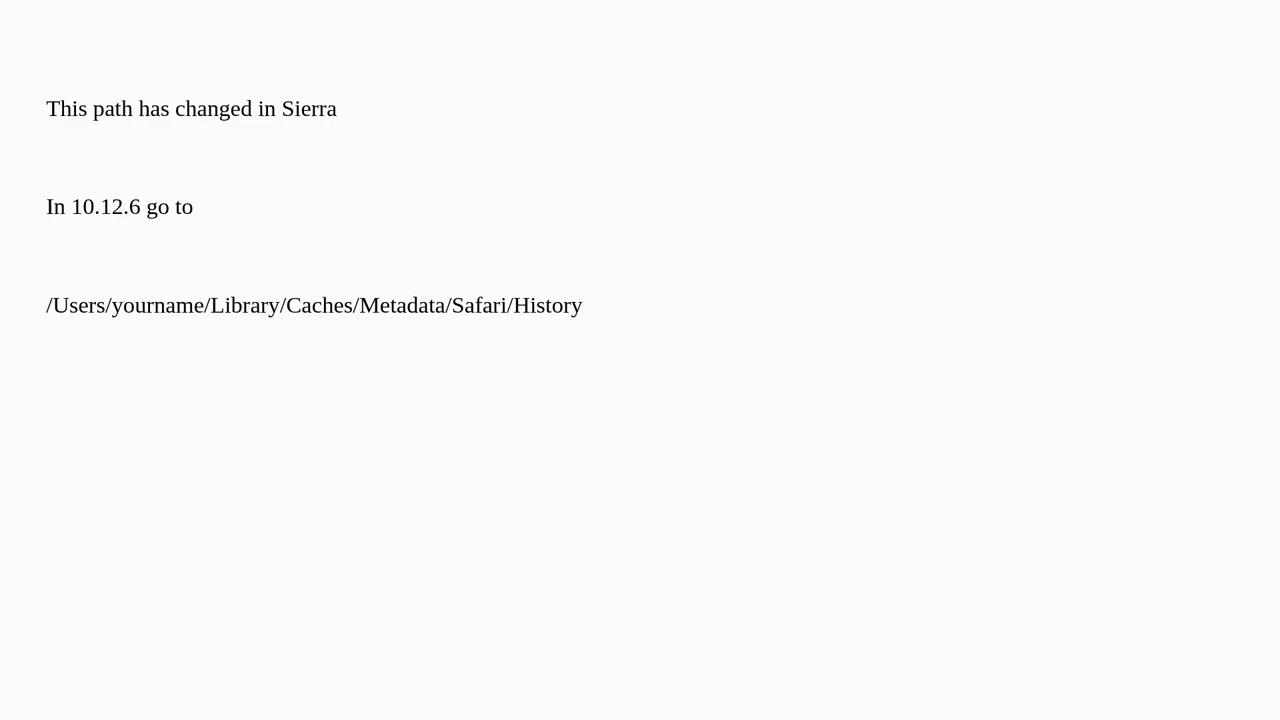 This path has changed in Sierra
In 10.12.6 go to
/Users/yourname/Library/Caches/Metadata/Safari/History